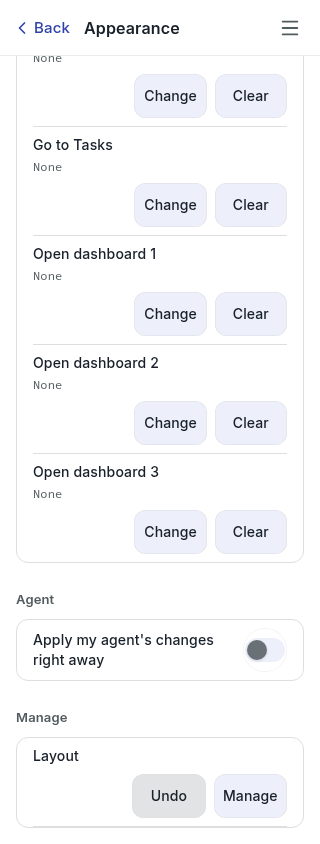 Back Appearance
None
Change Clear
Go to Tasks
None
Change Clear
Open dashboard 1
None
Change Clear
Open dashboard 2
None
Change Clear
Open dashboard 3
None
Change Clear
Agent
Apply my agent's changes
right away
Manage
Layout
Undo Manage